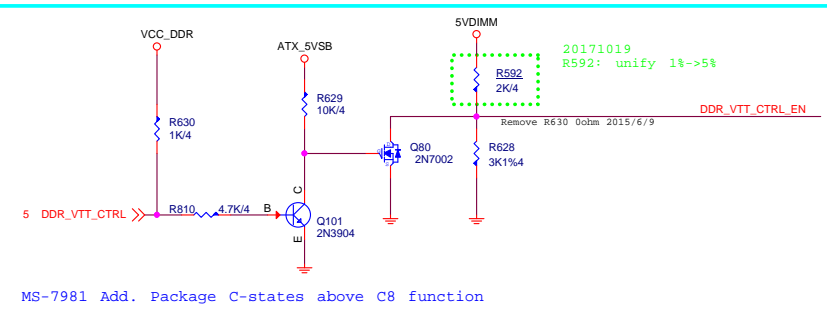 5VDIMM
VCC_DDR
ATX_5VSB
20171019
R592: unify 1%->5%
R592
2K/4
R629
10K/4
DDR_VTT_CTRL_EN
R630
1K/4
Remove R630 0ohm 2015/6/9
Q80
2N7002
R628
3K1%4
C
5 DDR_VTT_CTRL
R810
4.7K/4
B
Q101
2N3904
E
MS-7981 Add. Package C-states above C8 function